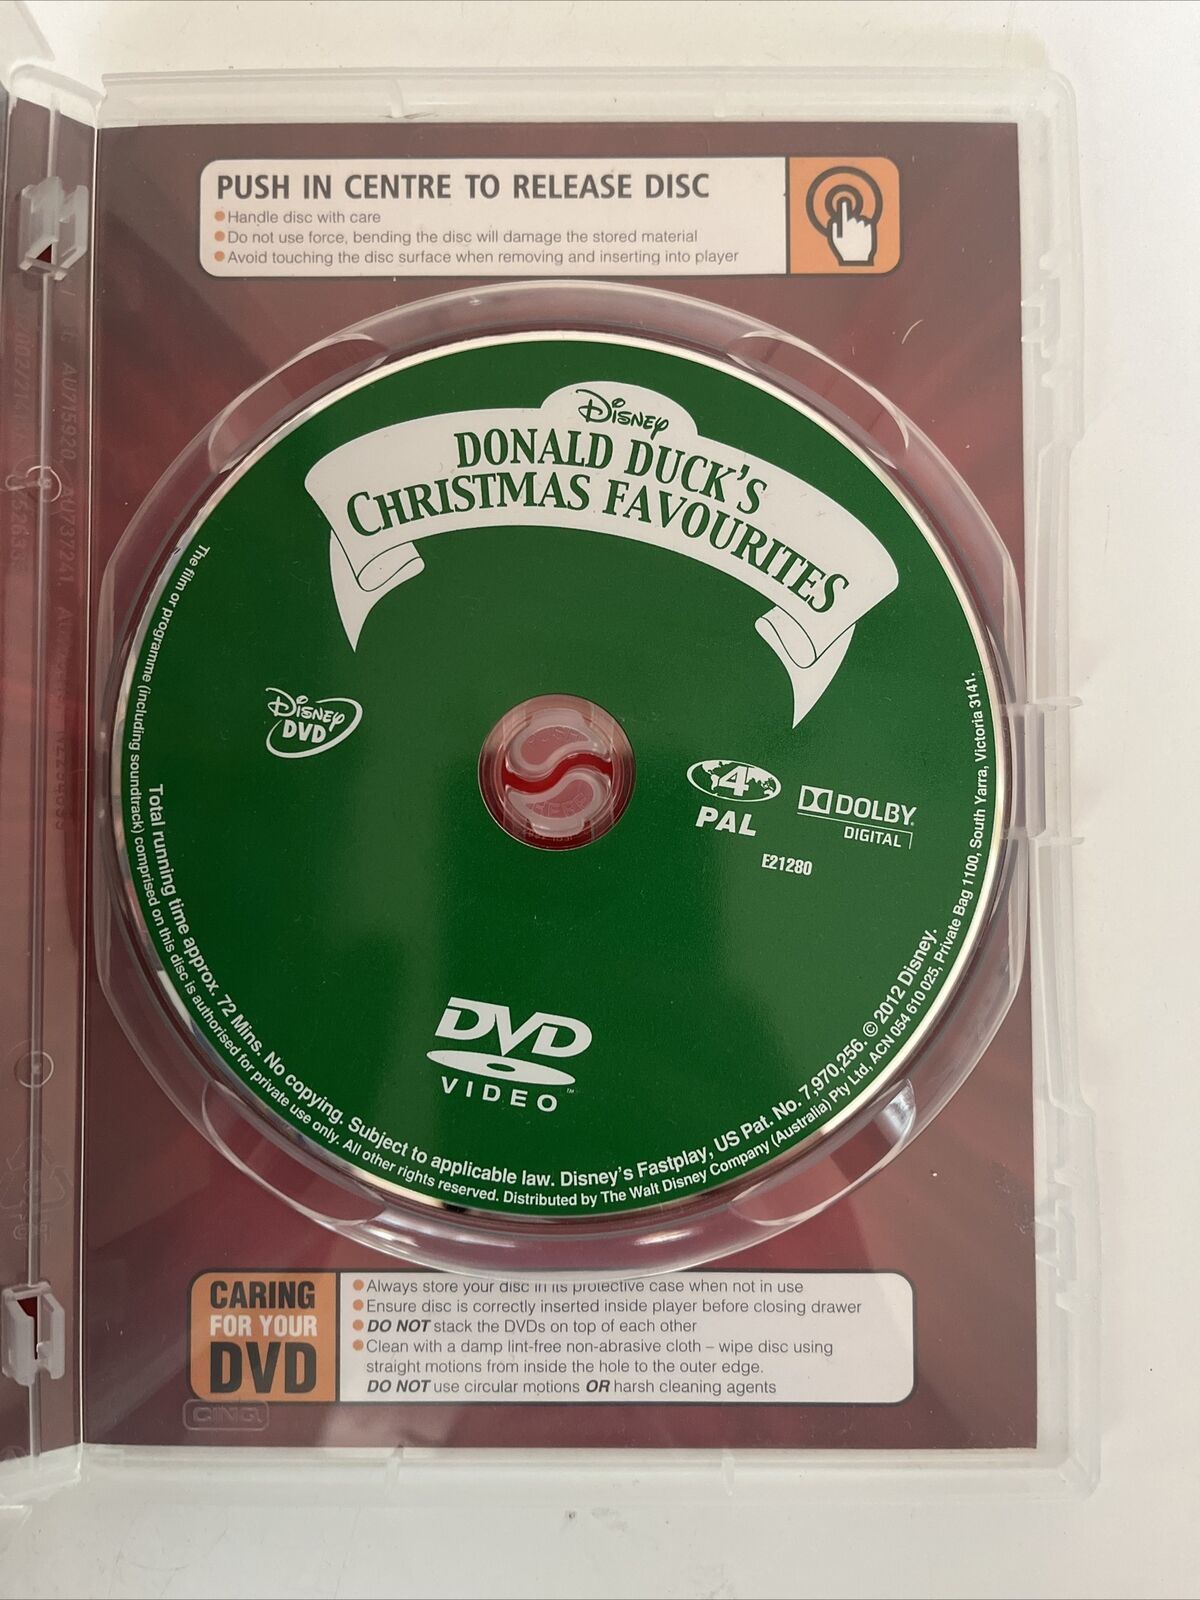 PUSH IN CENTRE TO RELEASE DISC
Handle disc with care
Do not use force, bending the disc will damage the stored material
Avoid touching the disc surface when removing and inserting into player
Disney
DONALD DUCK'S
CHRISTMAS FAVOURITES
Disney
DVD
4
PAL
DOLBY
DIGITAL
E21280
DVD
VIDEO™
Total running time approx. 72 Mins. No copying. Subject to applicable law. Disney's Fastplay, US Pat. No. 7,970,256. © 2012 Disney.
The film or programme (including soundtrack) comprised on this disc is authorised for private use only. All other rights reserved. Distributed by The Walt Disney Company (Australia) Pty Ltd, ACN 054 610 025, Private Bag 1100, South Yarra, Victoria 3141.
AU715920. AU737241.
CARING
FOR YOUR
DVD
Always store your disc in its protective case when not in use
Ensure disc is correctly inserted inside player before closing drawer
DO NOT stack the DVDs on top of each other
Clean with a damp lint-free non-abrasive cloth – wipe disc using
straight motions from inside the hole to the outer edge.
DO NOT use circular motions OR harsh cleaning agents
CINQ